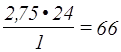 2,75 • 24 / 1 = 66